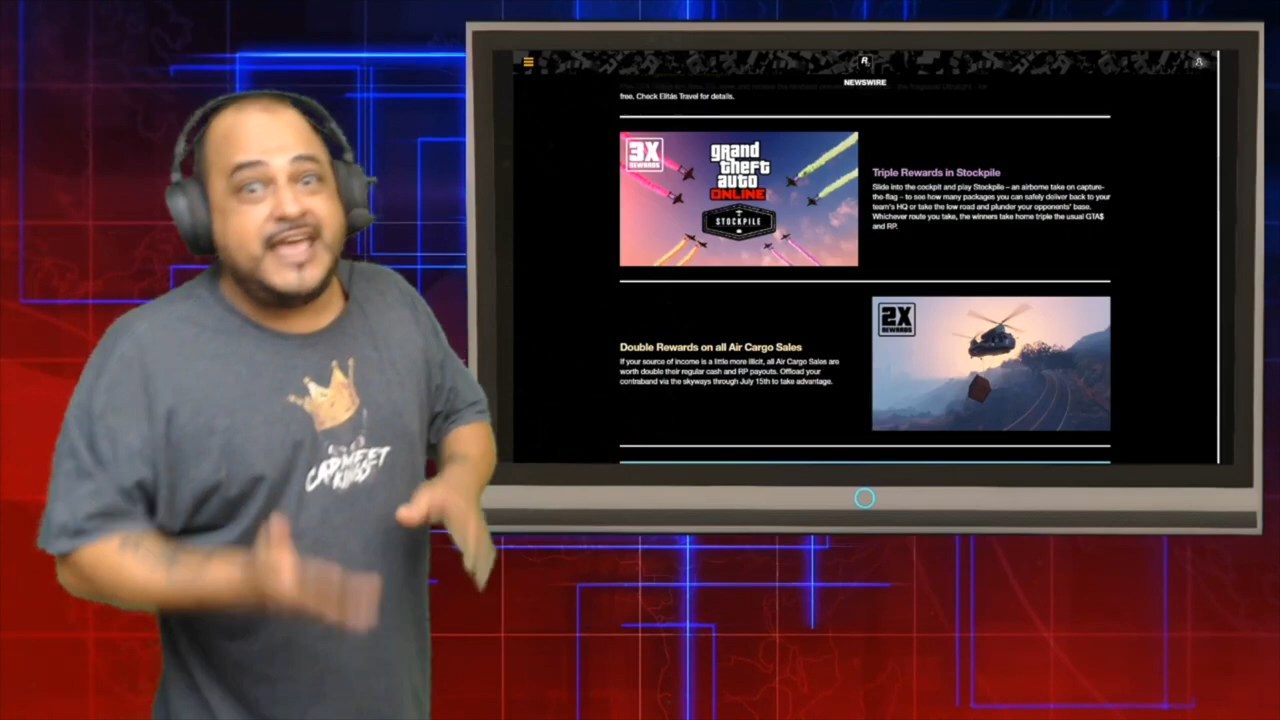 NEWSWIRE
free. Check Elitás Travel for details.
3X
REWARDS
grand
theft
auto
ONLINE
STOCKPILE
Triple Rewards in Stockpile
Slide into the cockpit and play Stockpile – an airborne take on capture-
the-flag – to see how many packages you can safely deliver back to your
team's HQ or take the low road and plunder your opponents' base.
Whichever route you take, the winners take home triple the usual GTA$
and RP.
2X
REWARDS
Double Rewards on all Air Cargo Sales
If your source of income is a little more illicit, all Air Cargo Sales are
worth double their regular cash and RP payouts. Offload your
contraband via the skyways through July 15th to take advantage.